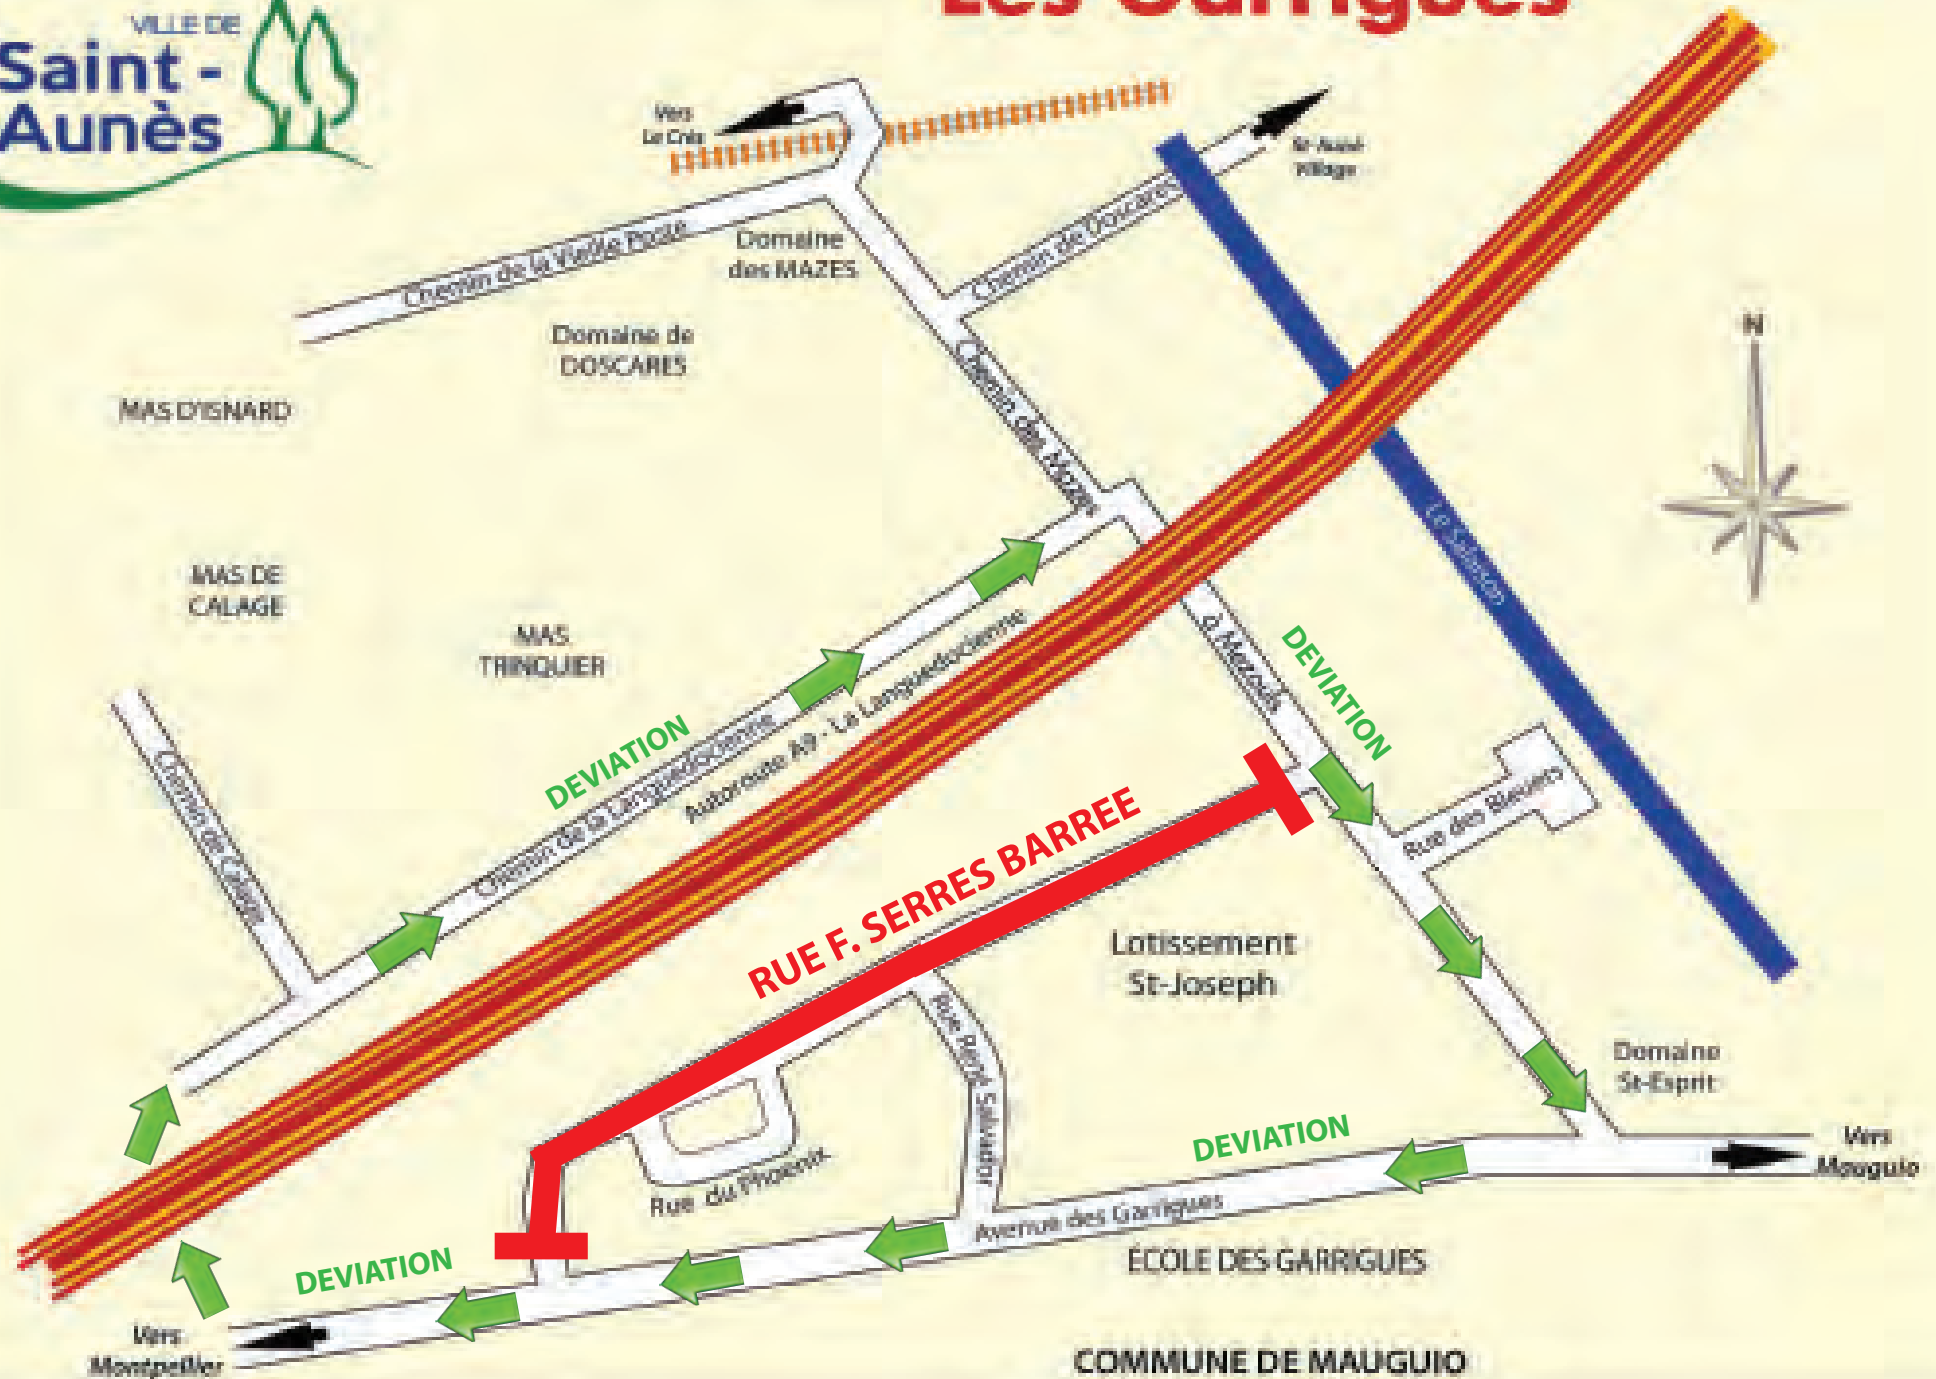 Les Garrigues
VILLE DE
Saint -
Aunès
Vers
Le Crès
St-Aunès
Village
Chemin de la Vieille Poste
Domaine
des MAZES
Chemin de Doscares
Domaine de
DOSCARES
N
MAS D'ISNARD
Chemin des Mazes
à Mezouls
Le Salaison
MAS DE
CALAGE
MAS
TRINQUIER
DEVIATION
DEVIATION
Chemin de la Languedocienne
Autoroute A9 - La Languedocienne
Chemin de Calage
Rue des Bleuets
RUE F. SERRES BARREE
Lotissement
St-Joseph
Rue René Salvador
Domaine
St-Esprit
DEVIATION
Vers
Mauguio
Rue du Phoenix
Avenue des Garrigues
ÉCOLE DES GARRIGUES
DEVIATION
Vers
Montpellier
COMMUNE DE MAUGUIO